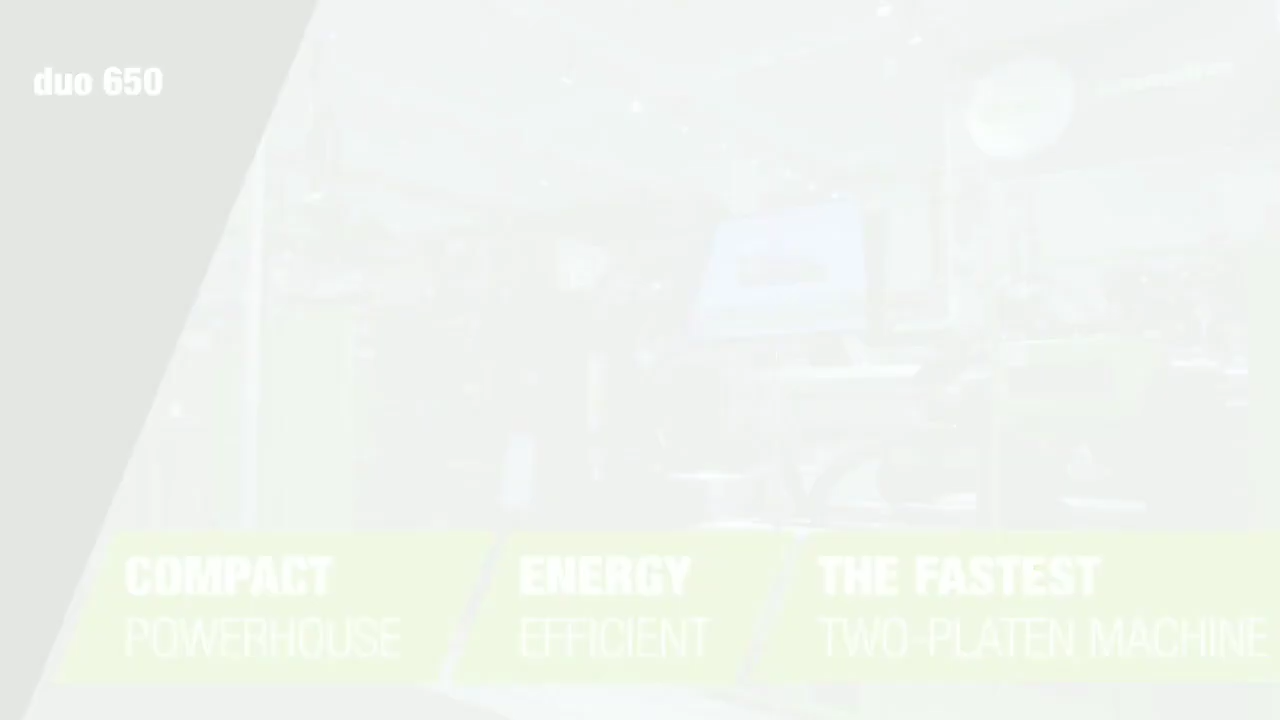 duo 650
COMPACT
POWERHOUSE
ENERGY
EFFICIENT
THE FASTEST
TWO-PLATEN MACHINE